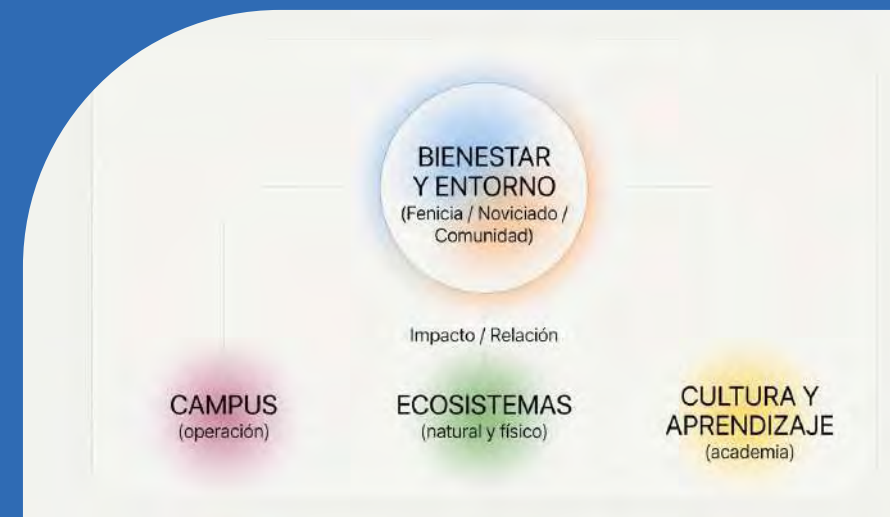 BIENESTAR
Y ENTORNO
(Fenicia / Noviciado /
Comunidad)
Impacto / Relación
CAMPUS
(operación)
ECOSISTEMAS
(natural y físico)
CULTURA Y
APRENDIZAJE
(academia)